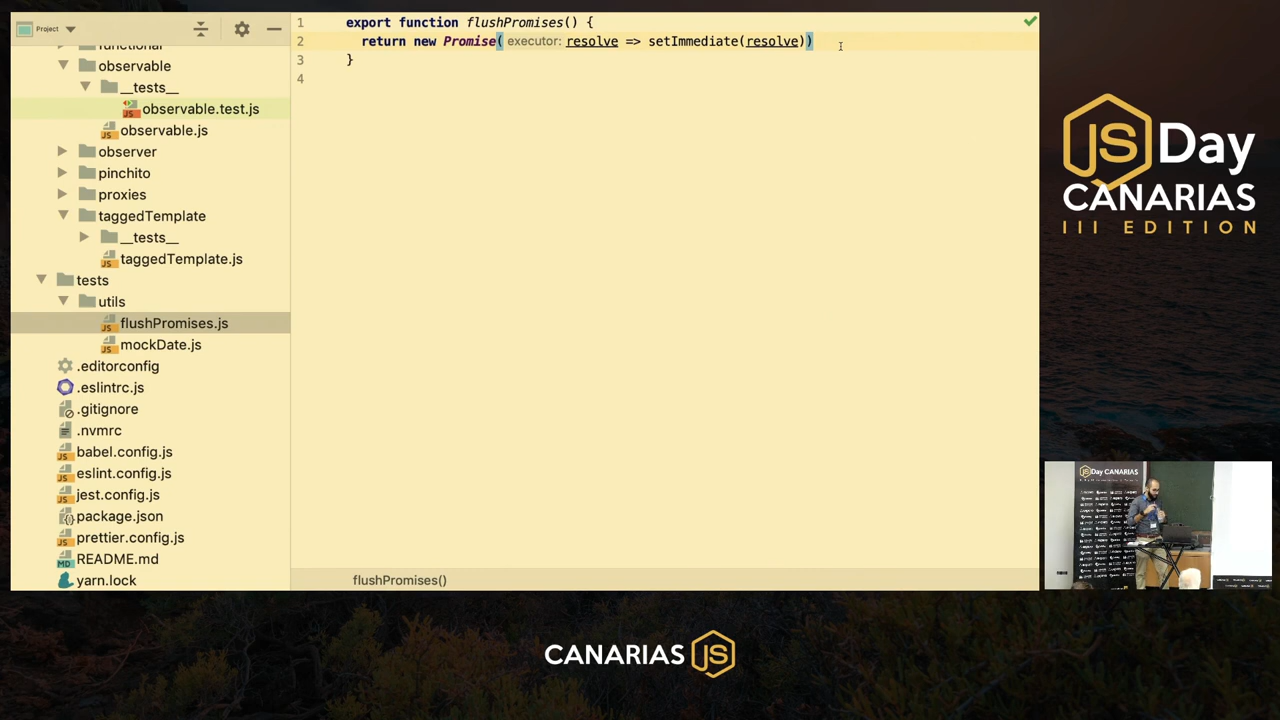 Project
functional
observable
__tests__
observable.test.js
observable.js
observer
pinchito
proxies
taggedTemplate
__tests__
taggedTemplate.js
tests
utils
flushPromises.js
mockDate.js
.editorconfig
.eslintrc.js
.gitignore
.nvmrc
babel.config.js
eslint.config.js
jest.config.js
package.json
prettier.config.js
README.md
yarn.lock
1 export function flushPromises() {
2 return new Promise( executor: resolve => setImmediate(resolve))
3 }
4
flushPromises()
JS Day
CANARIAS
III EDITION
JS Day CANARIAS
CANARIAS JS